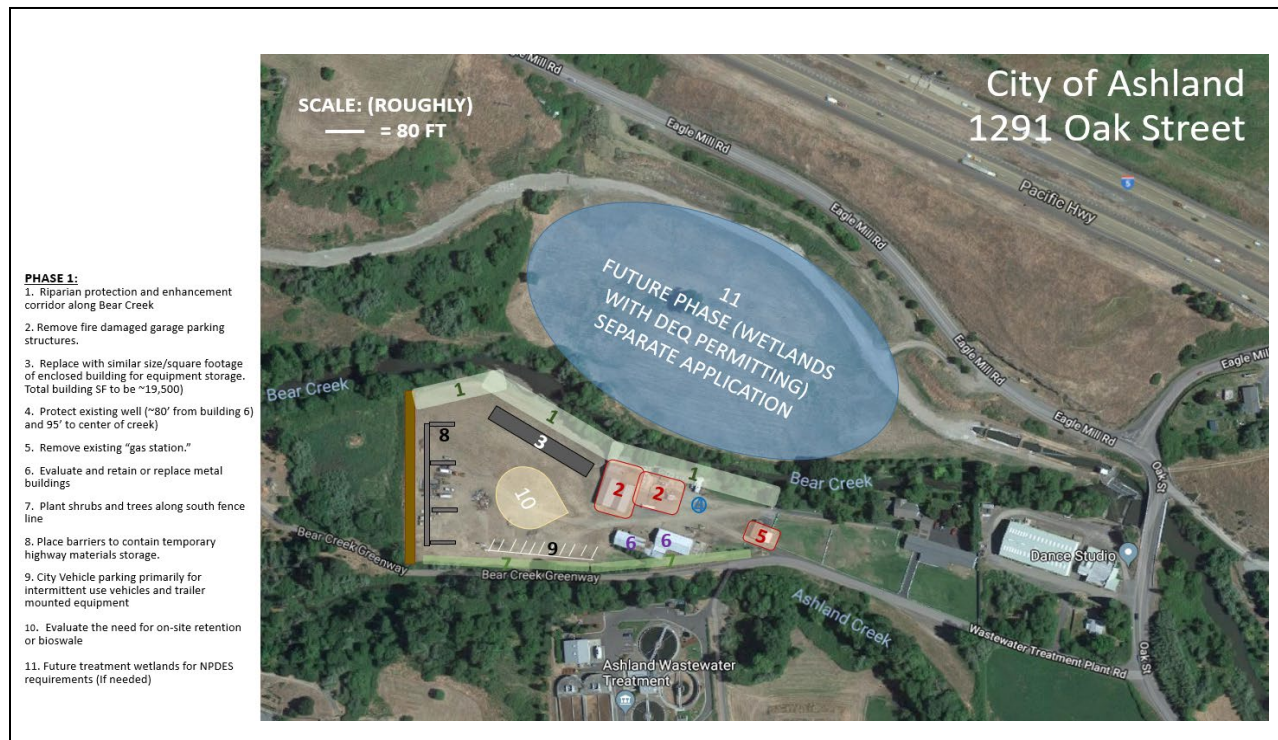 City of Ashland
1291 Oak Street
SCALE: (ROUGHLY)
= 80 FT
PHASE 1:
1. Riparian protection and enhancement
corridor along Bear Creek
2. Remove fire damaged garage parking
structures.
3. Replace with similar size/square footage
of enclosed building for equipment storage.
Total building SF to be ~19,500)
4. Protect existing well (~80' from building 6)
and 95' to center of creek)
5. Remove existing “gas station.”
6. Evaluate and retain or replace metal
buildings
7. Plant shrubs and trees along south fence
line
8. Place barriers to contain temporary
highway materials storage.
9. City Vehicle parking primarily for
intermittent use vehicles and trailer
mounted equipment
10. Evaluate the need for on-site retention
or bioswale
11. Future treatment wetlands for NPDES
requirements (If needed)
Eagle Mill Rd
Eagle Mill Rd
Eagle Mill Rd
Pacific Hwy
5
Eagle Mill Rd
11
FUTURE PHASE (WETLANDS
WITH DEQ PERMITTING)
SEPARATE APPLICATION
Eagle Mill Rd
Eagle Mill Rd
Eagle Mill Rd
Bear Creek
1
1
1
8
3
2
2
4
10
Bear Creek
Oak St
6
6
5
9
7
7
Bear Creek Greenway
Bear Creek Greenway
Dance Studio
Ashland Creek
Wastewater Treatment Plant Rd
Oak St
Oak St
Ashland Wastewater
Treatment